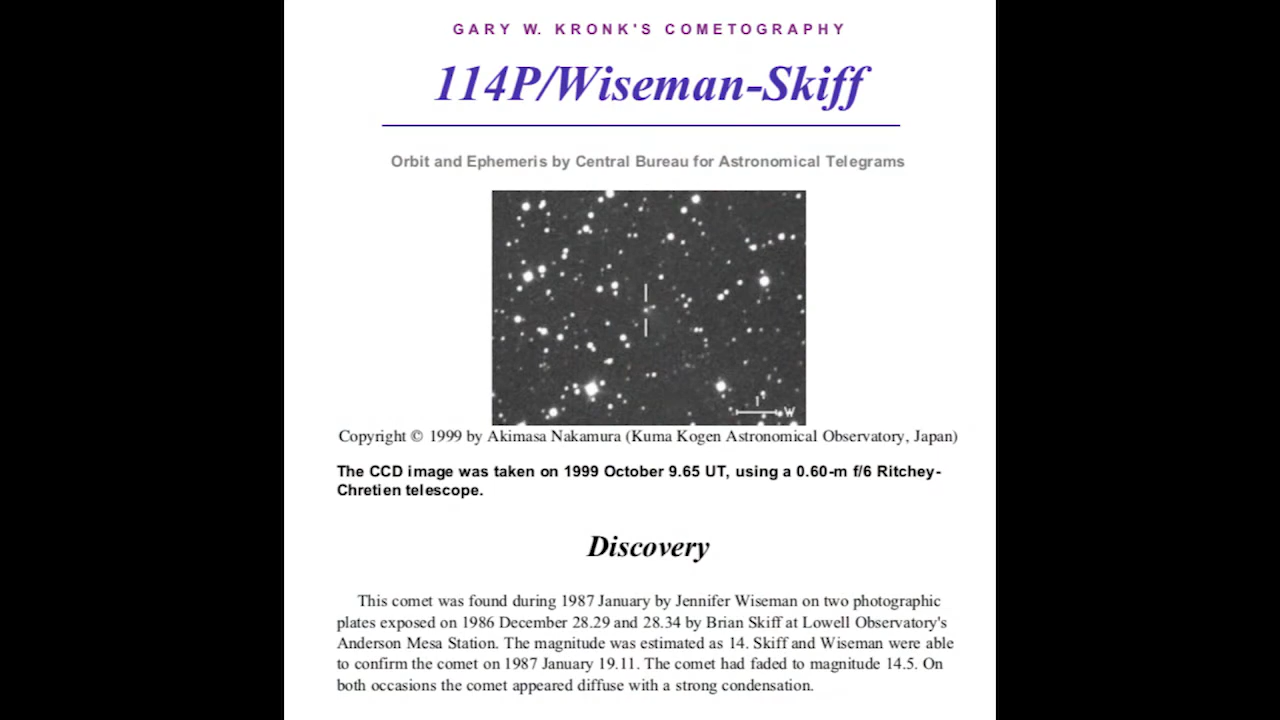 GARY W. KRONK'S COMETOGRAPHY
114P/Wiseman-Skiff
Orbit and Ephemeris by Central Bureau for Astronomical Telegrams
1'
W
Copyright © 1999 by Akimasa Nakamura (Kuma Kogen Astronomical Observatory, Japan)
The CCD image was taken on 1999 October 9.65 UT, using a 0.60-m f/6 Ritchey-
Chretien telescope.
Discovery
This comet was found during 1987 January by Jennifer Wiseman on two photographic
plates exposed on 1986 December 28.29 and 28.34 by Brian Skiff at Lowell Observatory's
Anderson Mesa Station. The magnitude was estimated as 14. Skiff and Wiseman were able
to confirm the comet on 1987 January 19.11. The comet had faded to magnitude 14.5. On
both occasions the comet appeared diffuse with a strong condensation.